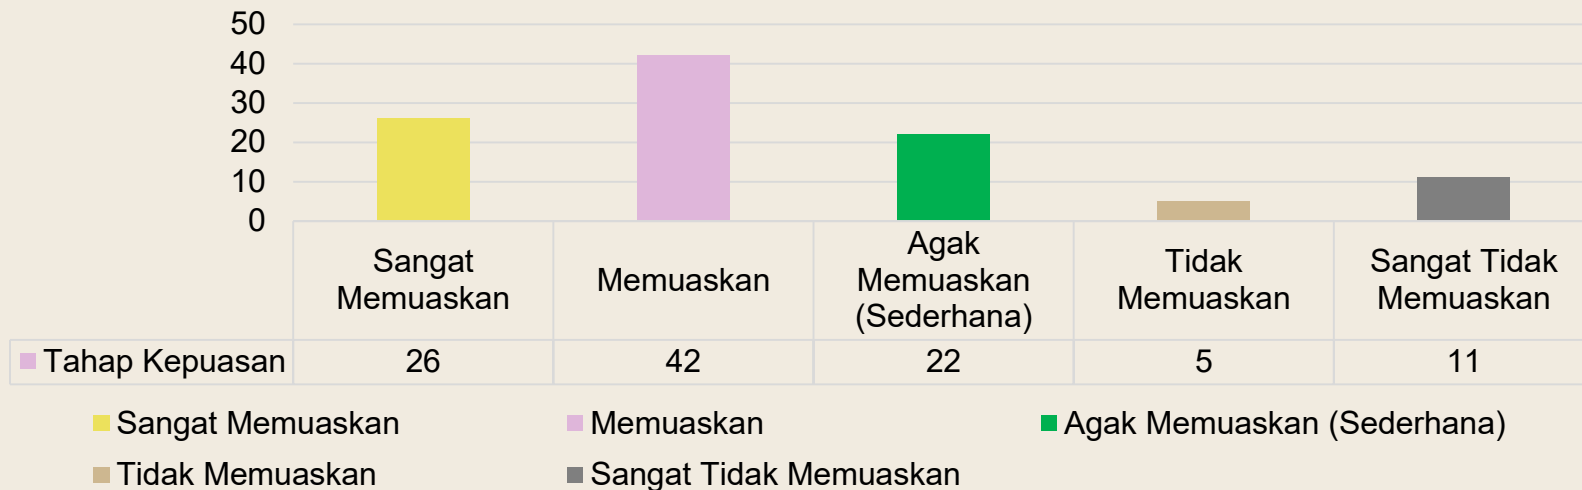 50
40
30
20
10
0
Sangat
Memuaskan
Memuaskan
Agak
Memuaskan
(Sederhana)
Tidak
Memuaskan
Sangat Tidak
Memuaskan
Tahap Kepuasan 26 42 22 5 11
Sangat Memuaskan Memuaskan Agak Memuaskan (Sederhana)
Tidak Memuaskan Sangat Tidak Memuaskan